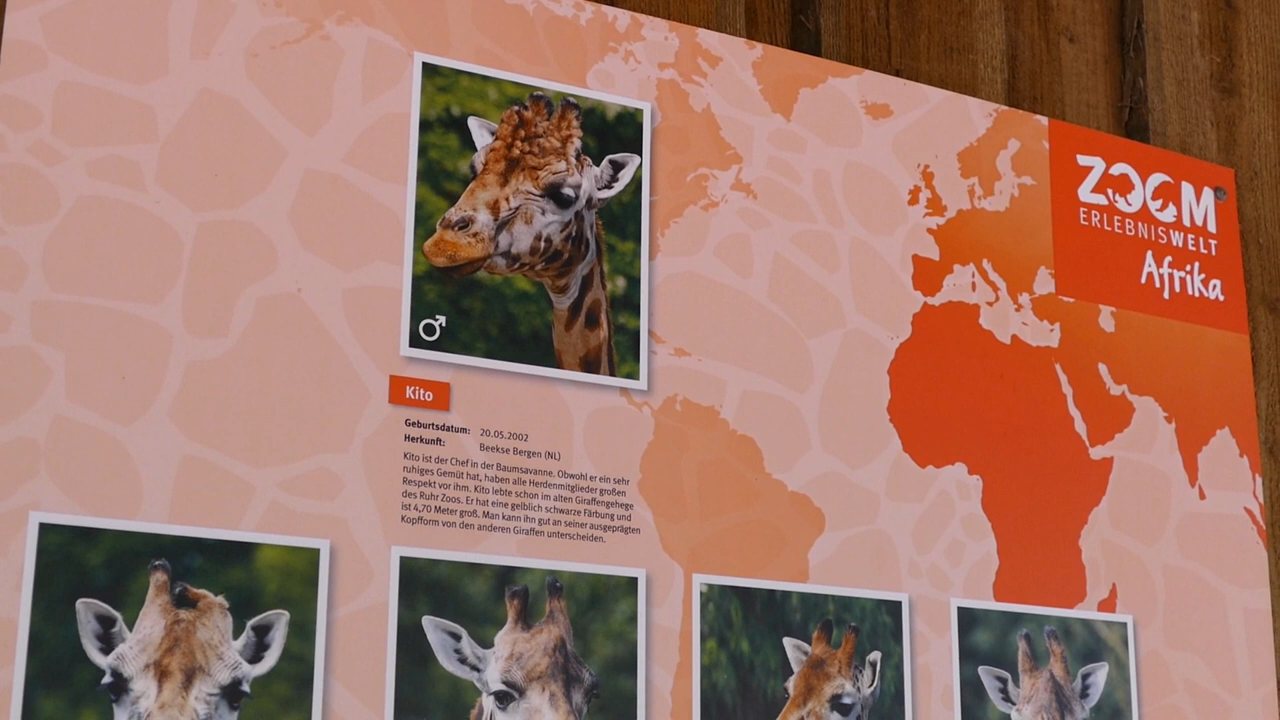 ZOOM
ERLEBNISWELT
Afrika
Kito
Geburtsdatum: 20.05.2002
Herkunft: Beekse Bergen (NL)
Kito ist der Chef in der Baumsavanne. Obwohl er ein sehr
ruhiges Gemüt hat, haben alle Herdenmitglieder großen
Respekt vor ihm. Kito lebte schon im alten Giraffengehege
des Ruhr Zoos. Er hat eine gelblich schwarze Färbung und
ist 4,70 Meter groß. Man kann ihn gut an seiner ausgeprägten
Kopfform von den anderen Giraffen unterscheiden.